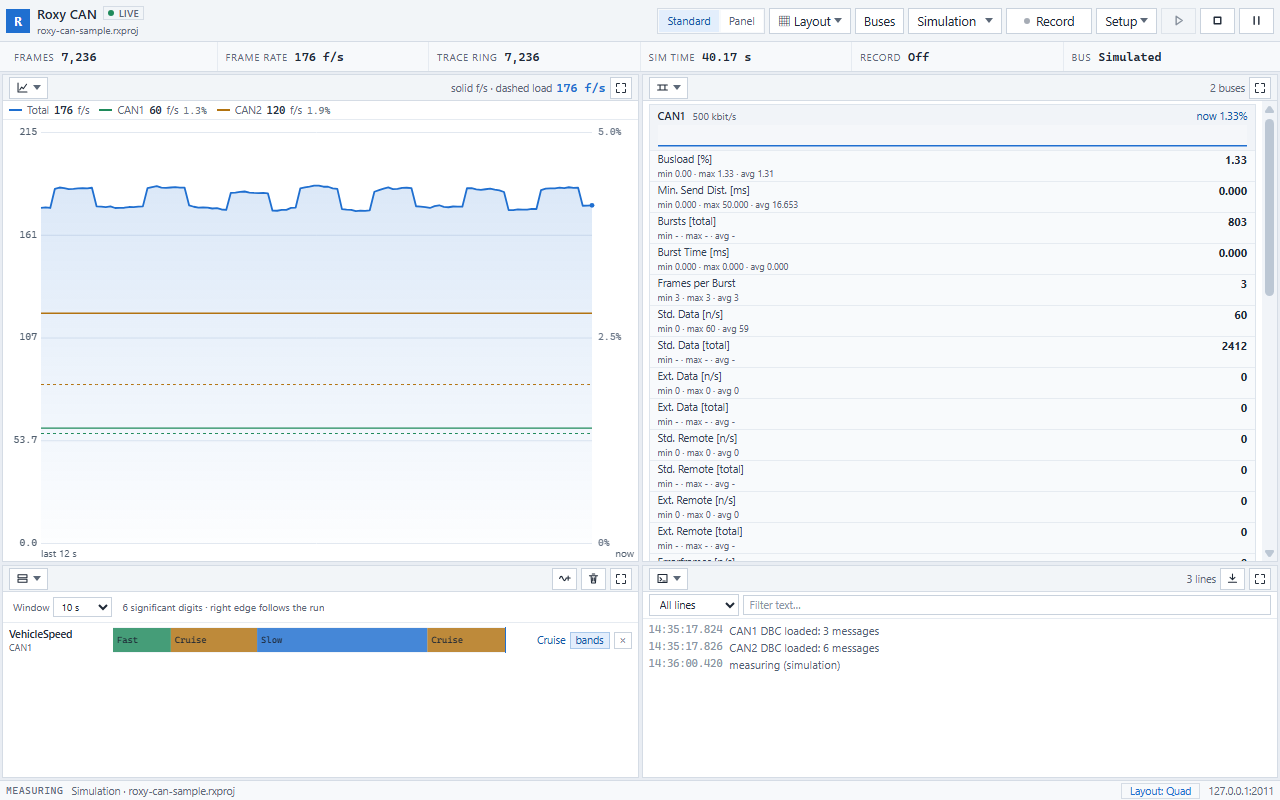 R
Roxy CAN
LIVE
roxy-can-sample.rxproj
Standard
Panel
Layout
Buses
Simulation
Record
Setup
FRAMES 7,236
FRAME RATE 176 f/s
TRACE RING 7,236
SIM TIME 40.17 s
RECORD Off
BUS Simulated
solid f/s · dashed load 176 f/s
Total 176 f/s CAN1 60 f/s 1.3% CAN2 120 f/s 1.9%
215
5.0%
161
107
2.5%
53.7
0.0
0%
last 12 s
now
2 buses
CAN1 500 kbit/s
now 1.33%
Busload [%]
1.33
min 0.00 · max 1.33 · avg 1.31
Min. Send Dist. [ms]
0.000
min 0.000 · max 50.000 · avg 16.653
Bursts [total]
803
min - · max - · avg -
Burst Time [ms]
0.000
min 0.000 · max 0.000 · avg 0.000
Frames per Burst
3
min 3 · max 3 · avg 3
Std. Data [n/s]
60
min 0 · max 60 · avg 59
Std. Data [total]
2412
min - · max - · avg -
Ext. Data [n/s]
0
min 0 · max 0 · avg 0
Ext. Data [total]
0
min - · max - · avg -
Std. Remote [n/s]
0
min 0 · max 0 · avg 0
Std. Remote [total]
0
min - · max - · avg -
Ext. Remote [n/s]
0
min 0 · max 0 · avg 0
Ext. Remote [total]
0
min - · max - · avg -
Window 10 s 6 significant digits · right edge follows the run
VehicleSpeed
CAN1
Fast
Cruise
Slow
Cruise
Cruise
bands
×
3 lines
All lines
Filter text...
14:35:17.824 CAN1 DBC loaded: 3 messages
14:35:17.826 CAN2 DBC loaded: 6 messages
14:36:00.420 measuring (simulation)
MEASURING Simulation · roxy-can-sample.rxproj
Layout: Quad
127.0.0.1:2011